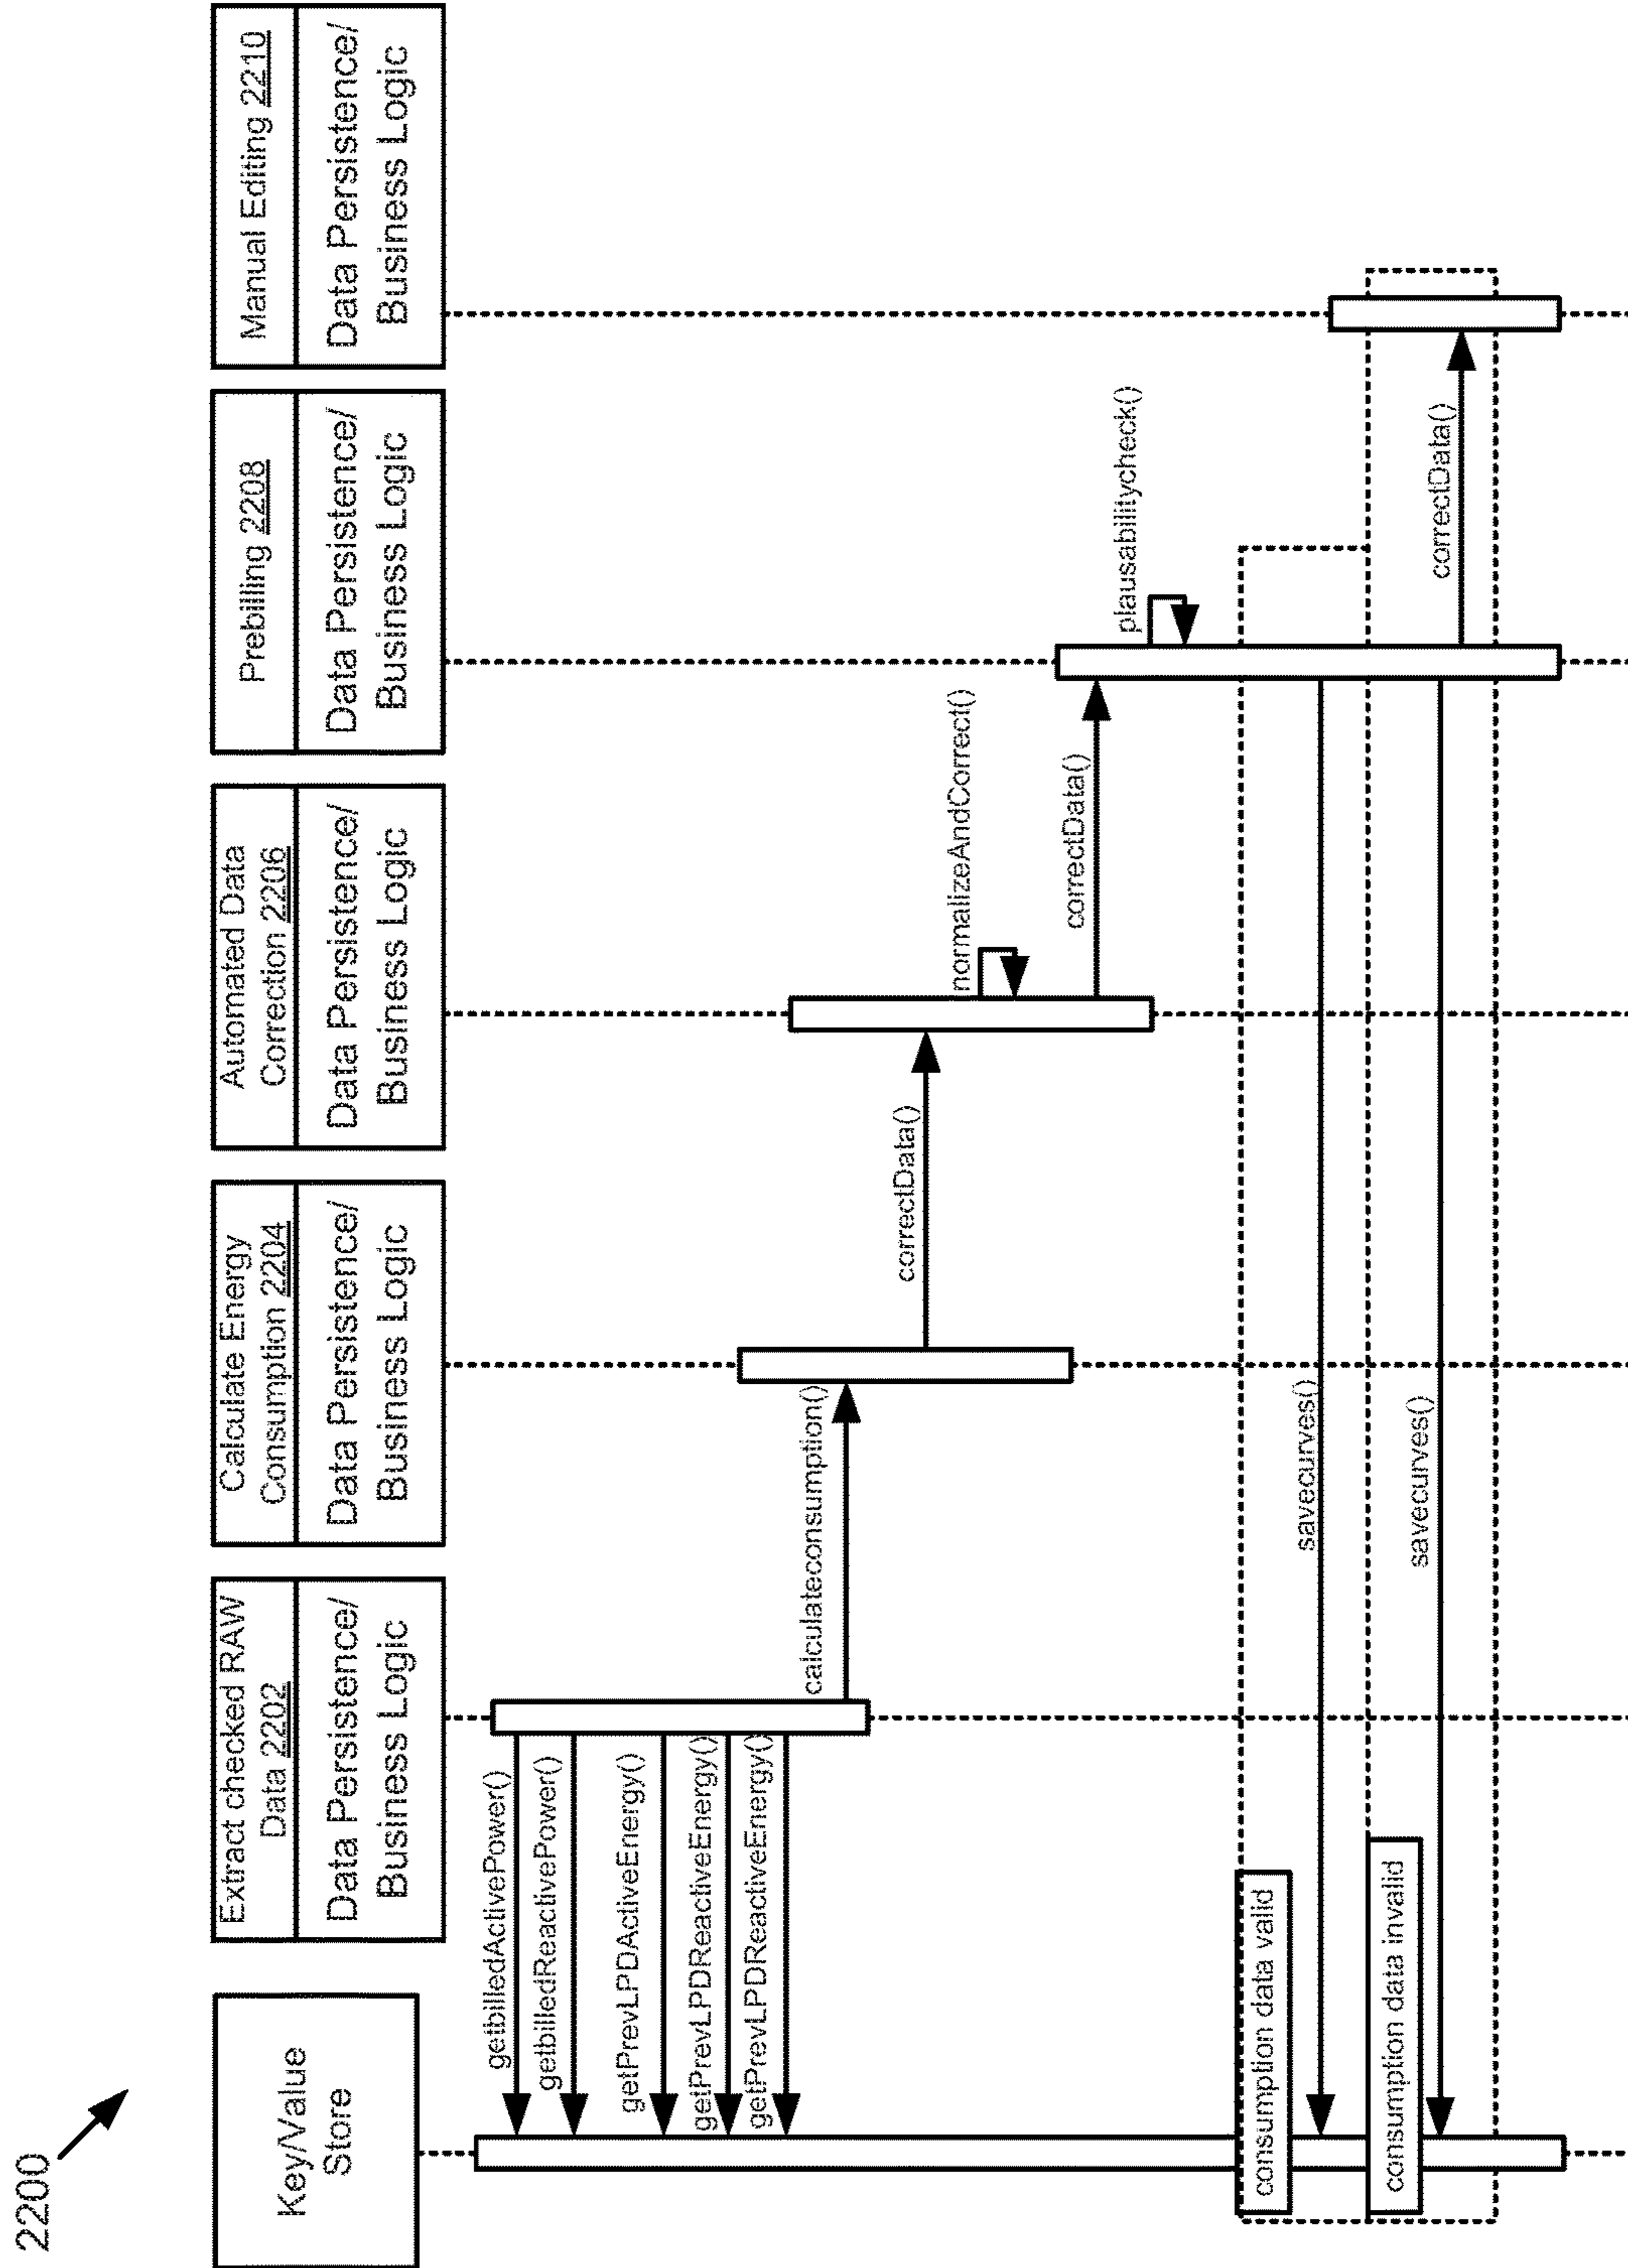 2200
Key/Value
Store
Extract checked RAW
Data 2202
Data Persistence/
Business Logic
Calculate Energy
Consumption 2204
Data Persistence/
Business Logic
Automated Data
Correction 2206
Data Persistence/
Business Logic
Prebilling 2208
Data Persistence/
Business Logic
Manual Editing 2210
Data Persistence/
Business Logic
getbilledActivePower()
getbilledReactivePower()
getPrevLPDActiveEnergy()
getPrevLPDReactiveEnergy()
getPrevLPDReactiveEnergy()
calculateconsumption()
correctData()
normalizeAndCorrect()
correctData()
plausabilitycheck()
consumption data valid
savecurves()
consumption data invalid
savecurves()
correctData()